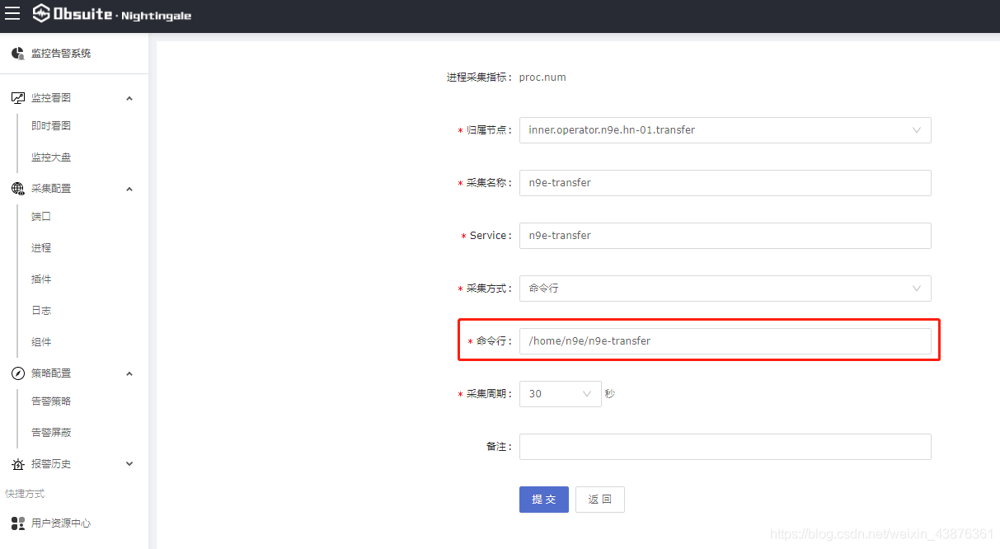 Obsuite · Nightingale
监控告警系统
监控看图
即时看图
监控大盘
采集配置
端口
进程
插件
日志
组件
策略配置
告警策略
告警屏蔽
报警历史
快捷方式
用户资源中心
进程采集指标： proc.num
* 归属节点： inner.operator.n9e.hn-01.transfer
* 采集名称： n9e-transfer
* Service： n9e-transfer
* 采集方式： 命令行
* 命令行： /home/n9e/n9e-transfer
* 采集周期： 30 秒
备注：
提 交 返 回
https://blog.csdn.net/weixin_43876361